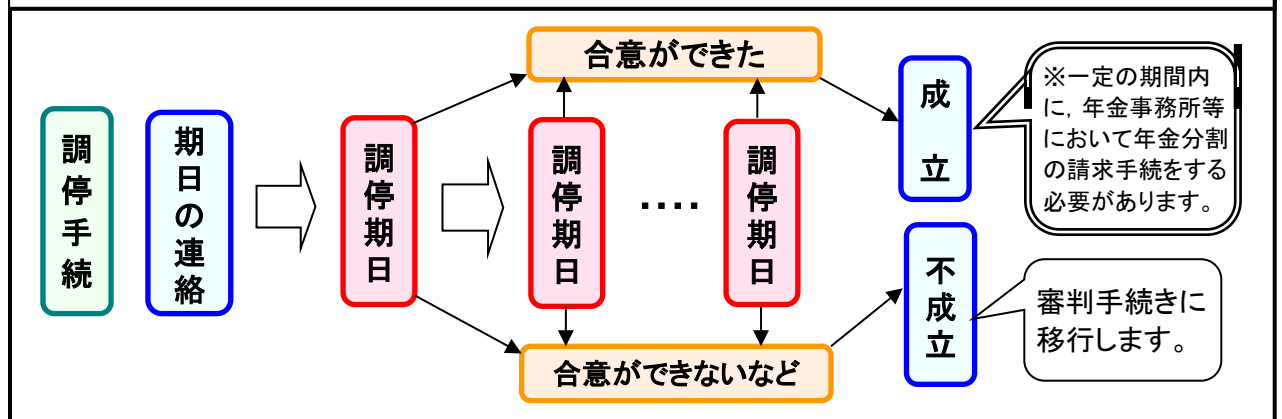 調停手続
期日の連絡
調停期日
合意ができた
調停期日
‥‥
調停期日
合意ができないなど
成立
※一定の期間内
に，年金事務所等
において年金分割
の請求手続をする
必要があります。
不成立
審判手続きに
移行します。